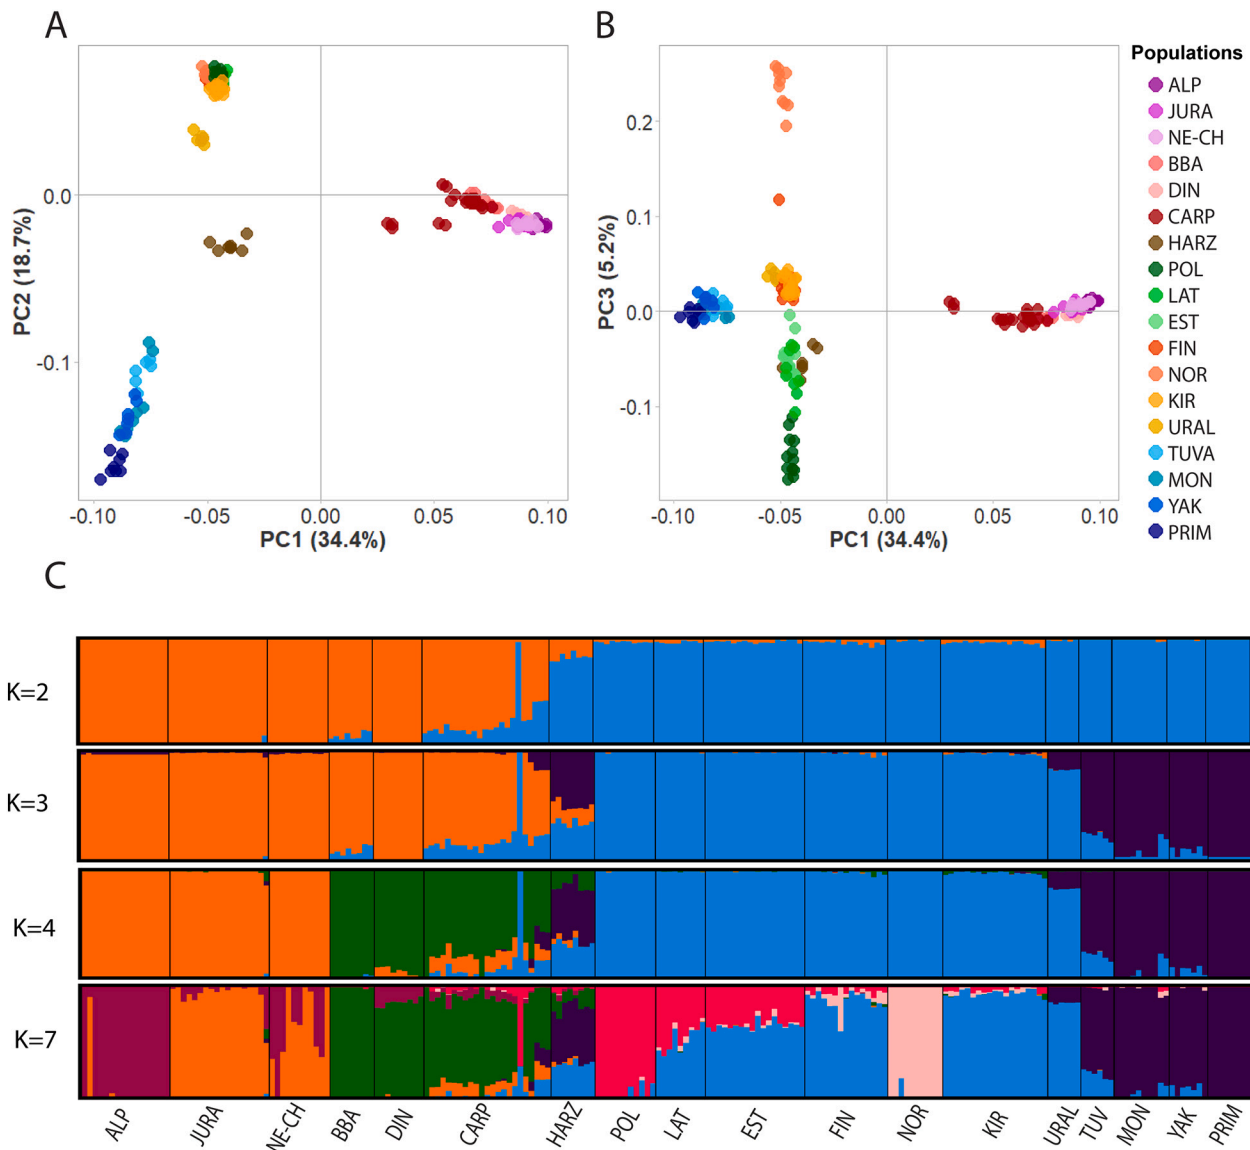 A
B
Populations
ALP
JURA
NE-CH
BBA
DIN
CARP
HARZ
POL
LAT
EST
FIN
NOR
KIR
URAL
TUVA
MON
YAK
PRIM
PC2 (18.7%)
0.0
-0.1
-0.10
-0.05
0.00
0.05
0.10
PC1 (34.4%)
PC3 (5.2%)
0.2
0.1
0.0
-0.1
-0.10
-0.05
0.00
0.05
0.10
PC1 (34.4%)
C
K=2
K=3
K=4
K=7
ALP
JURA
NE-CH
BBA
DIN
CARP
HARZ
POL
LAT
EST
FIN
NOR
KIR
URAL
TUV
MON
YAK
PRIM